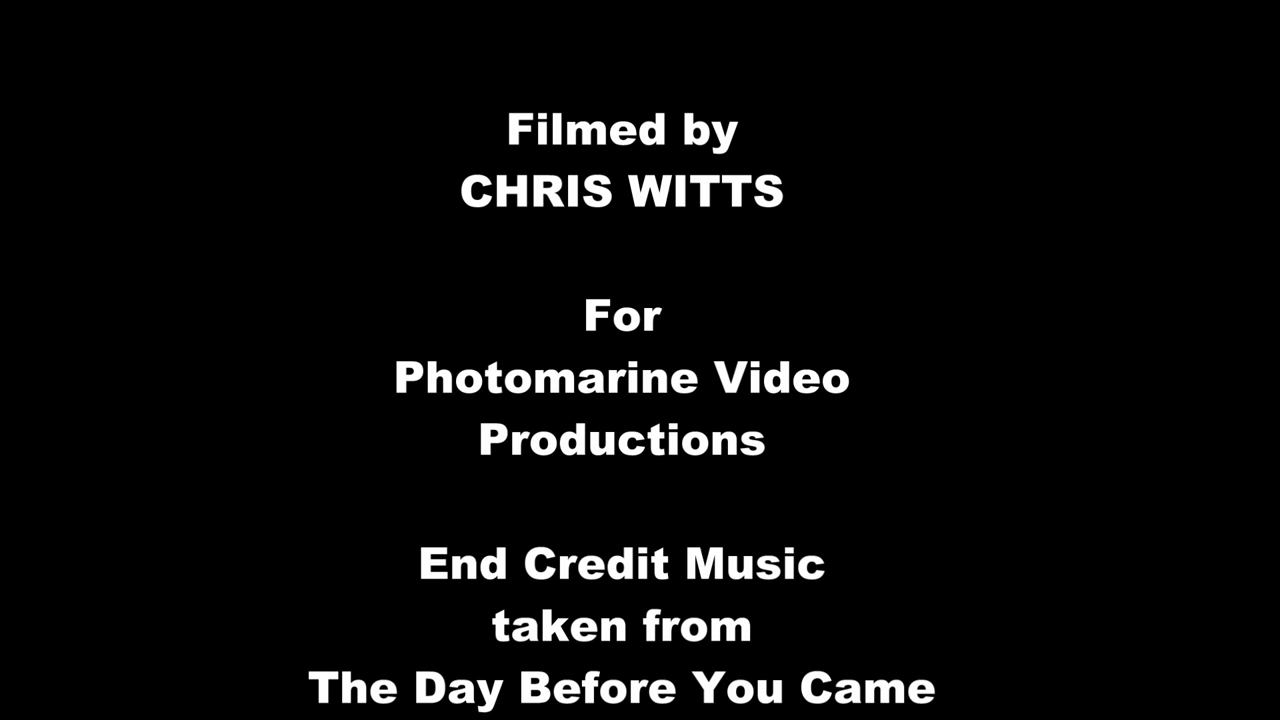 Filmed by
CHRIS WITTS
For
Photomarine Video
Productions
End Credit Music
taken from
The Day Before You Came